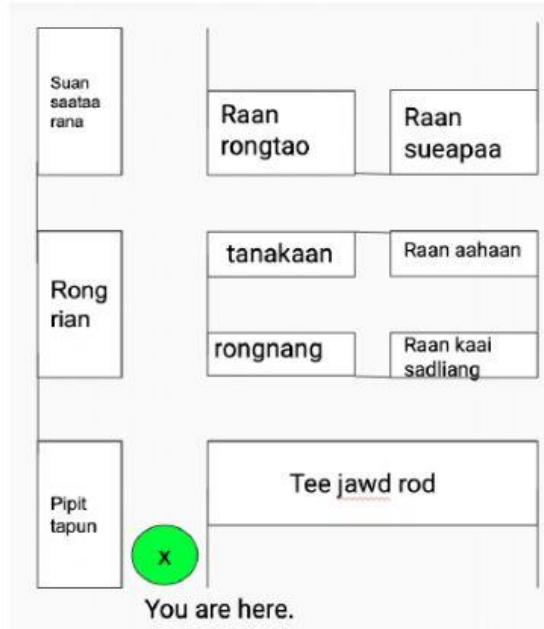 Suan
saataa
rana
Raan
rongtao
Raan
sueapaa
Rong
rian
tanakaan
Raan aahaan
rongnang
Raan kaai
sadliang
Pipit
tapun
Tee jawd rod
x
You are here.